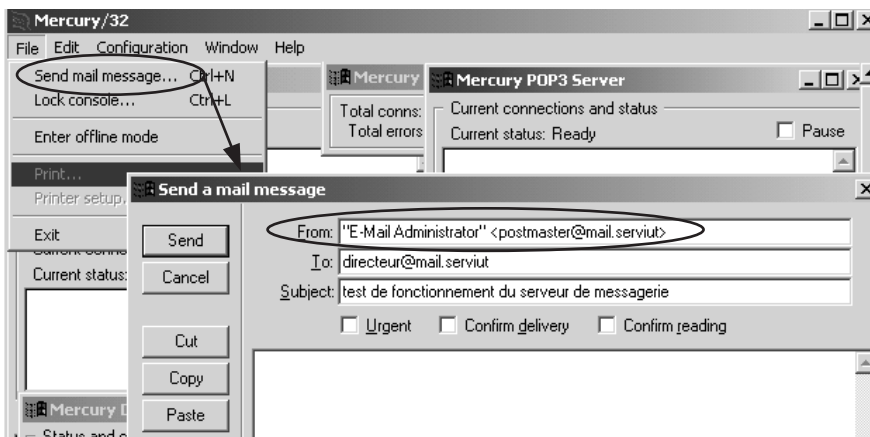 Mercury/32
File Edit Configuration Window Help
Send mail message... Ctrl+N
Lock console... Ctrl+L
Enter offline mode
Print...
Printer setup.
Exit
Mercury
Total conns:
Total errors
Mercury POP3 Server
Current connections and status
Current status: Ready
Pause
Send a mail message
Send
Cancel
Cut
Copy
Paste
From: "E-Mail Administrator" <postmaster@mail.serviut>
To: directeur@mail.serviut
Subject: test de fonctionnement du serveur de messagerie
Urgent Confirm delivery Confirm reading
Current status:
Mercury D
Status and